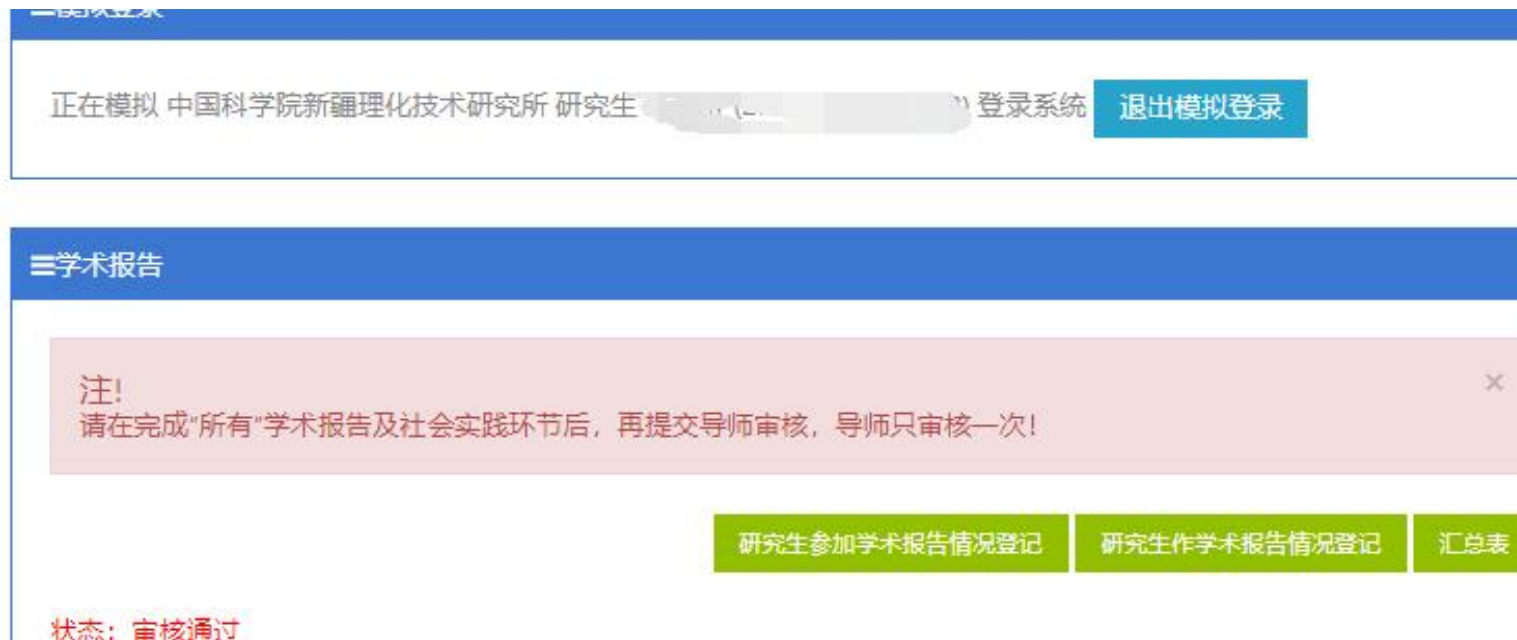 模拟登录
正在模拟 中国科学院新疆理化技术研究所 研究生
登录系统 退出模拟登录
学术报告
×
注!
请在完成"所有"学术报告及社会实践环节后，再提交导师审核，导师只审核一次!
研究生参加学术报告情况登记 研究生作学术报告情况登记 汇总表
状态：审核通过